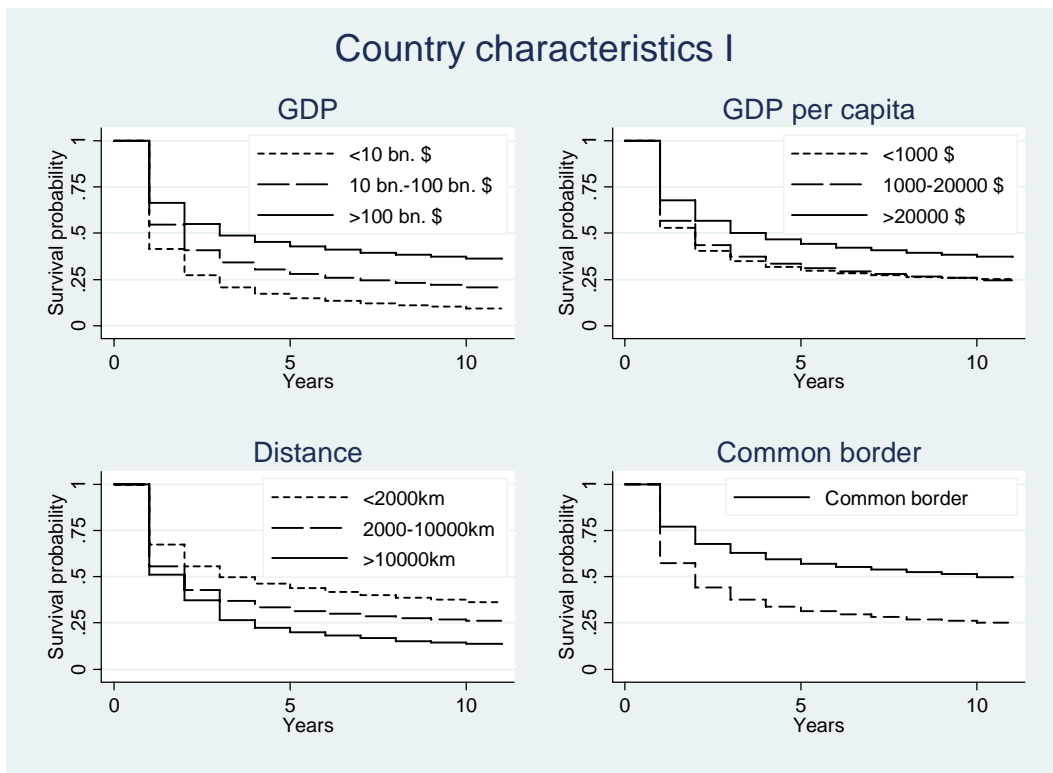 Country characteristics I
GDP
Survival probability
1
.75
.5
.25
0
<10 bn. $
10 bn.-100 bn. $
>100 bn. $
0 5 10
Years
GDP per capita
Survival probability
1
.75
.5
.25
0
<1000 $
1000-20000 $
>20000 $
0 5 10
Years
Distance
Survival probability
1
.75
.5
.25
0
<2000km
2000-10000km
>10000km
0 5 10
Years
Common border
Survival probability
1
.75
.5
.25
0
Common border
0 5 10
Years